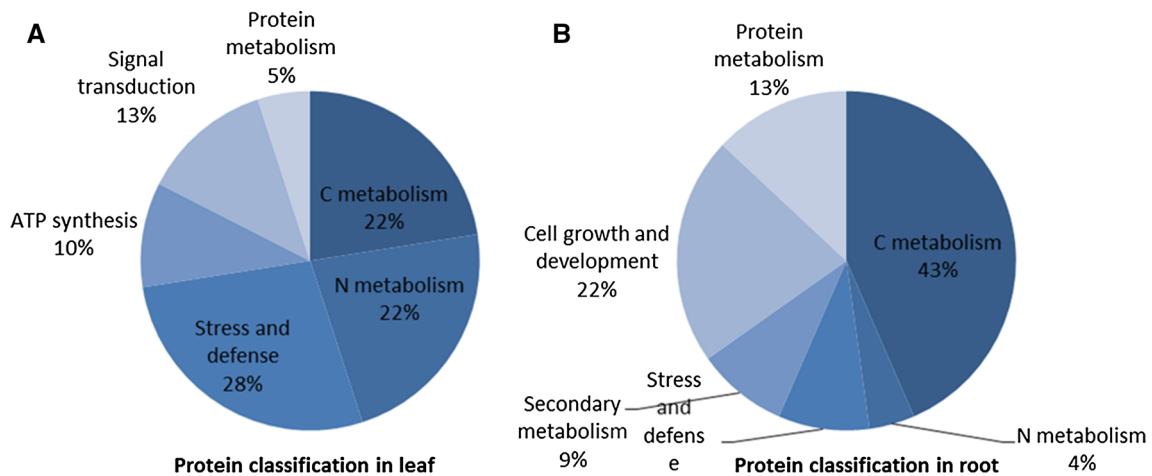 A
Protein
metabolism
5%
Signal
transduction
13%
ATP synthesis
10%
C metabolism
22%
N metabolism
22%
Stress and
defense
28%
Protein classification in leaf
B
Protein
metabolism
13%
Cell growth and
development
22%
C metabolism
43%
Secondary
metabolism
9%
Stress
and
defens
e
N metabolism
4%
Protein classification in root